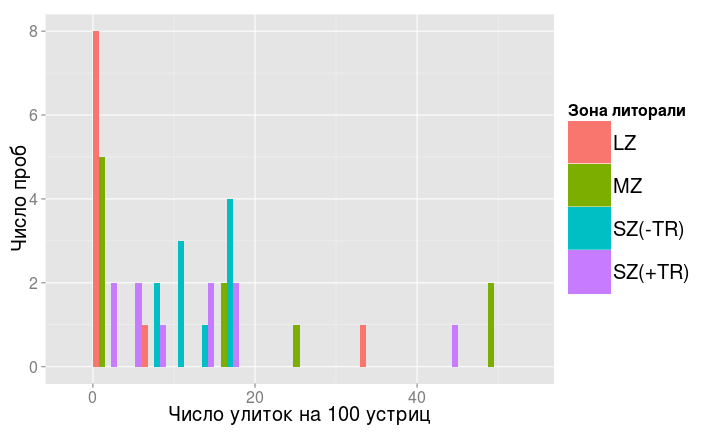 8
6
4
2
0
Число проб
0 20 40
Число улиток на 100 устриц
Зона литорали
LZ
MZ
SZ(-TR)
SZ(+TR)